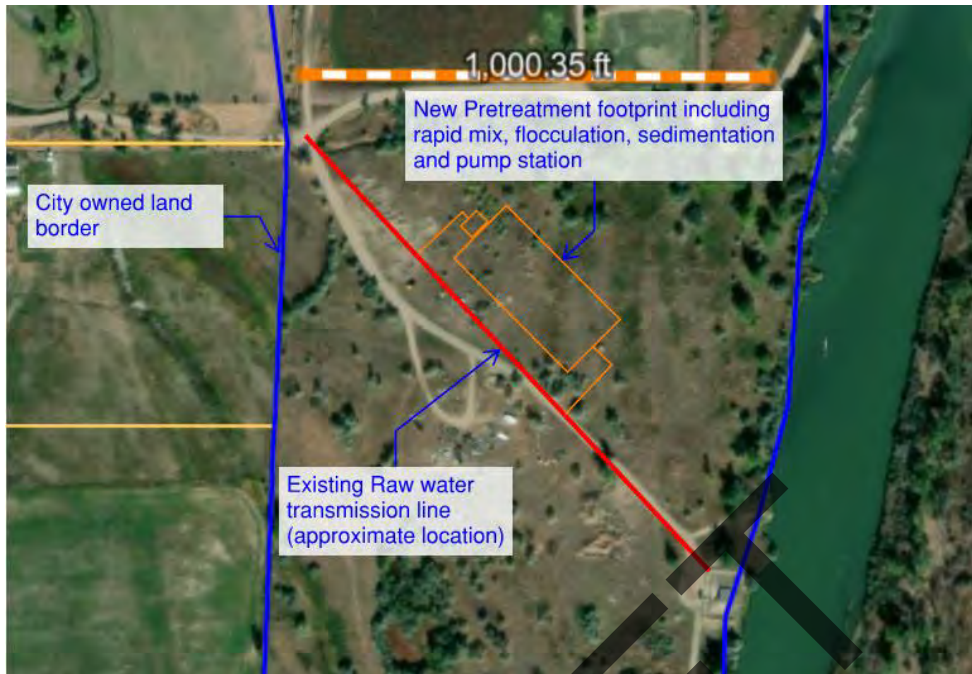 1,000.35 ft
New Pretreatment footprint including
rapid mix, flocculation, sedimentation
and pump station
City owned land
border
Existing Raw water
transmission line
(approximate location)